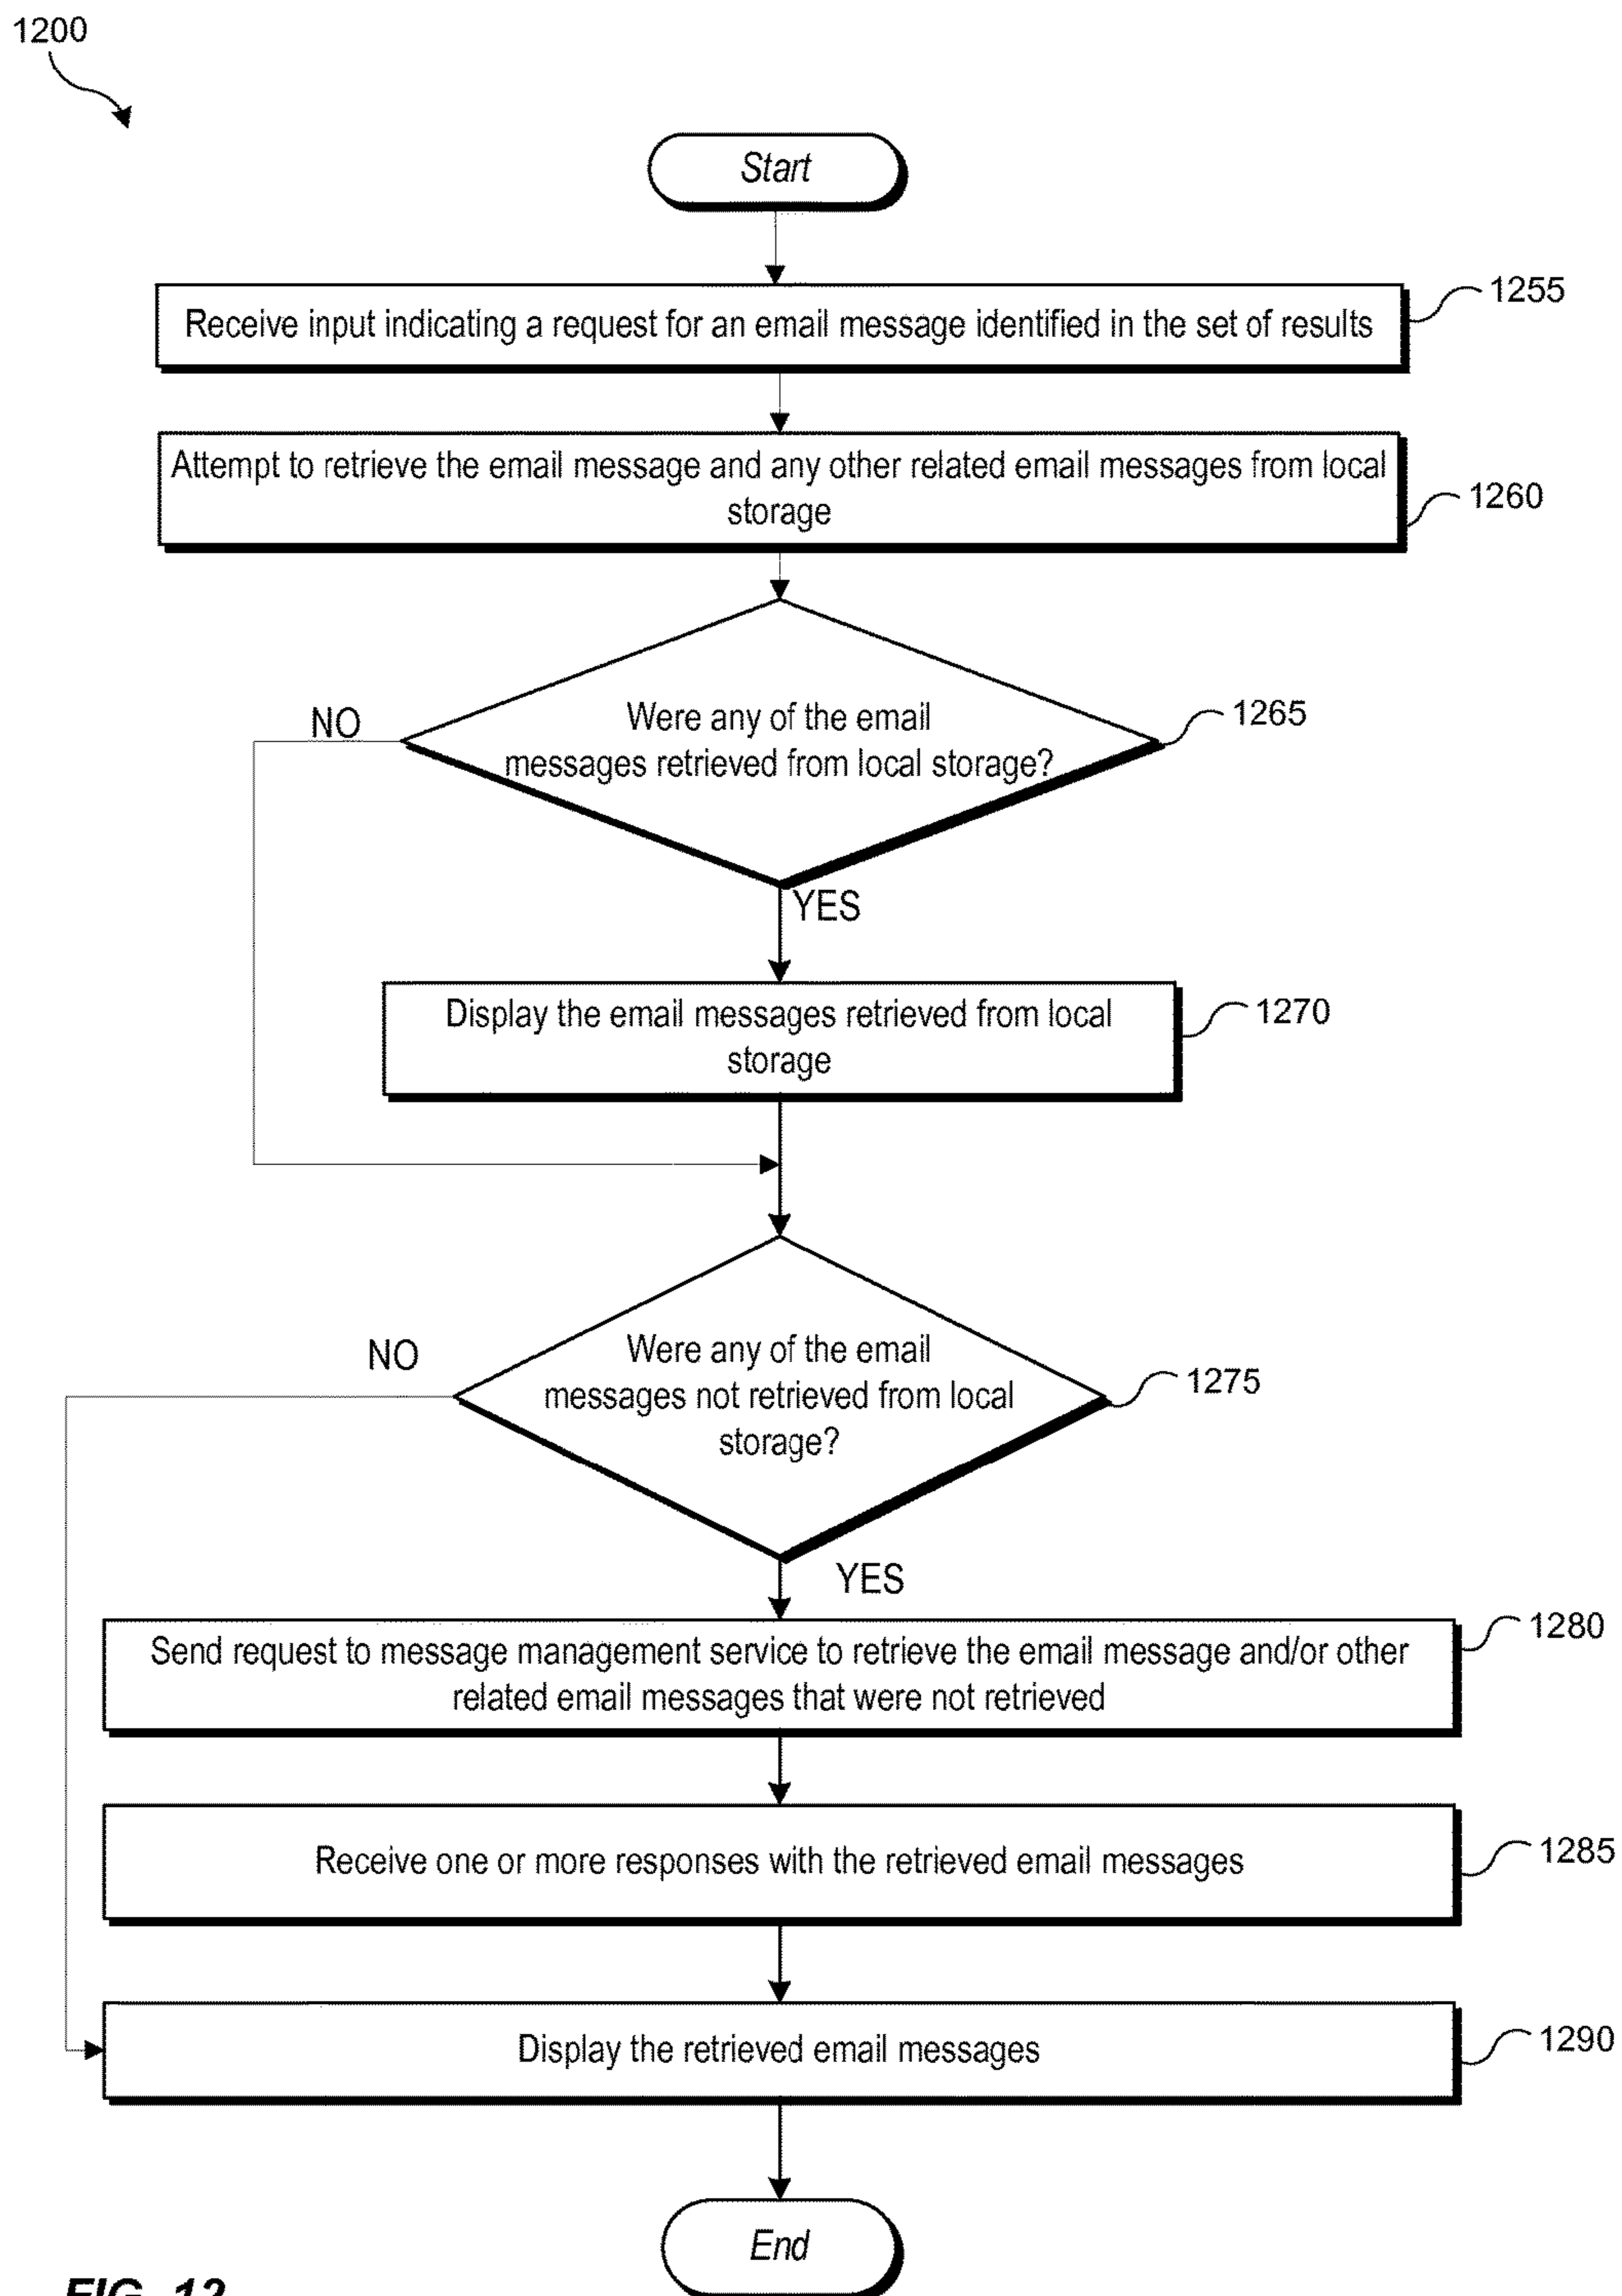 1200
Start
Receive input indicating a request for an email message identified in the set of results
1255
Attempt to retrieve the email message and any other related email messages from local
storage
1260
Were any of the email
messages retrieved from local storage?
1265
NO
YES
Display the email messages retrieved from local
storage
1270
Were any of the email
messages not retrieved from local
storage?
1275
NO
YES
Send request to message management service to retrieve the email message and/or other
related email messages that were not retrieved
1280
Receive one or more responses with the retrieved email messages
1285
Display the retrieved email messages
1290
End
FIG. 12